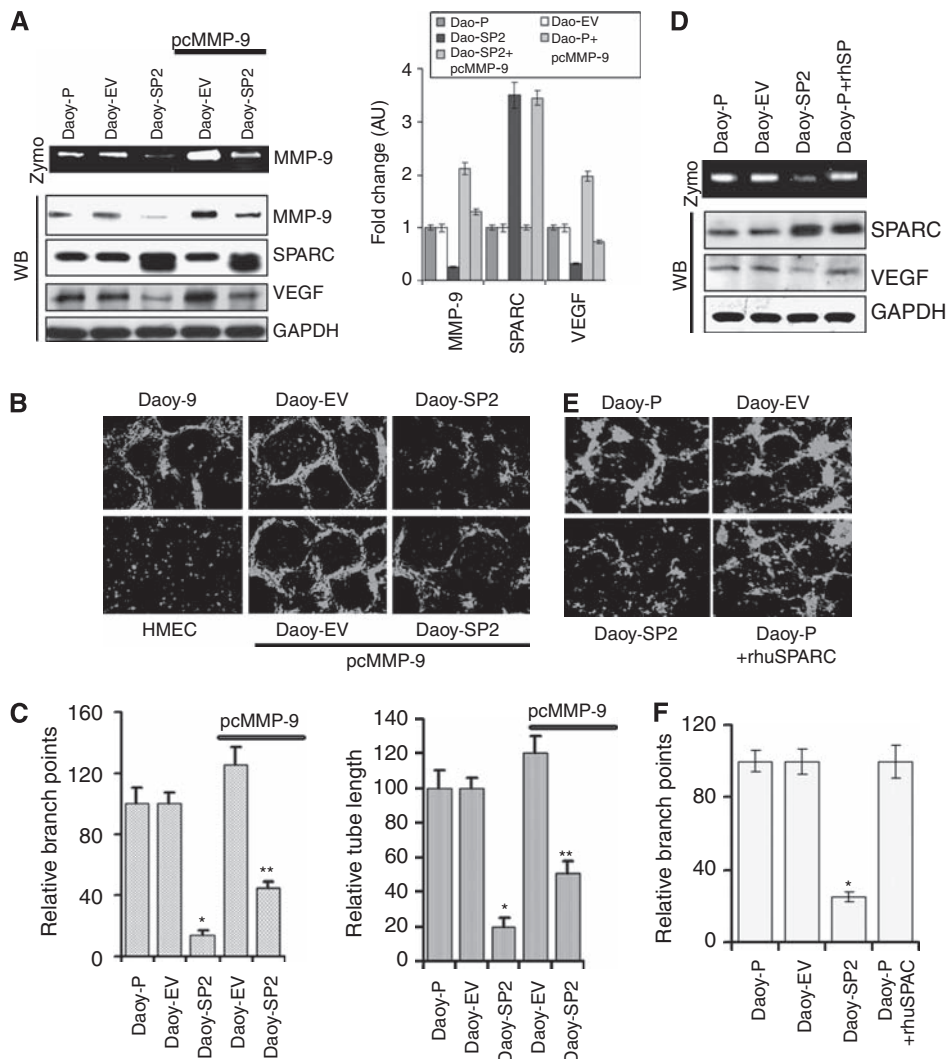 A
pcMMP-9
Daoy-P
Daoy-EV
Daoy-SP2
Daoy-EV
Daoy-SP2
Zymo
MMP-9
WB
MMP-9
SPARC
VEGF
GAPDH
Dao-P
Dao-EV
Dao-SP2
Dao-P+
Dao-SP2+
pcMMP-9
pcMMP-9
Fold change (AU)
4
3
2
1
0
MMP-9
SPARC
VEGF
D
Daoy-P
Daoy-EV
Daoy-SP2
Daoy-P+rhSP
Zymo
WB
SPARC
VEGF
GAPDH
B
Daoy-9
Daoy-EV
Daoy-SP2
HMEC
Daoy-EV
Daoy-SP2
pcMMP-9
E
Daoy-P
Daoy-EV
Daoy-SP2
Daoy-P
+rhuSPARC
C
Relative branch points
160
120
80
40
0
pcMMP-9
*
**
Daoy-P
Daoy-EV
Daoy-SP2
Daoy-EV
Daoy-SP2
Relative tube length
140
120
100
80
60
40
20
0
pcMMP-9
*
**
Daoy-P
Daoy-EV
Daoy-SP2
Daoy-EV
Daoy-SP2
F
Relative branch points
120
80
40
0
*
Daoy-P
Daoy-EV
Daoy-SP2
Daoy-P
+rhuSPAC